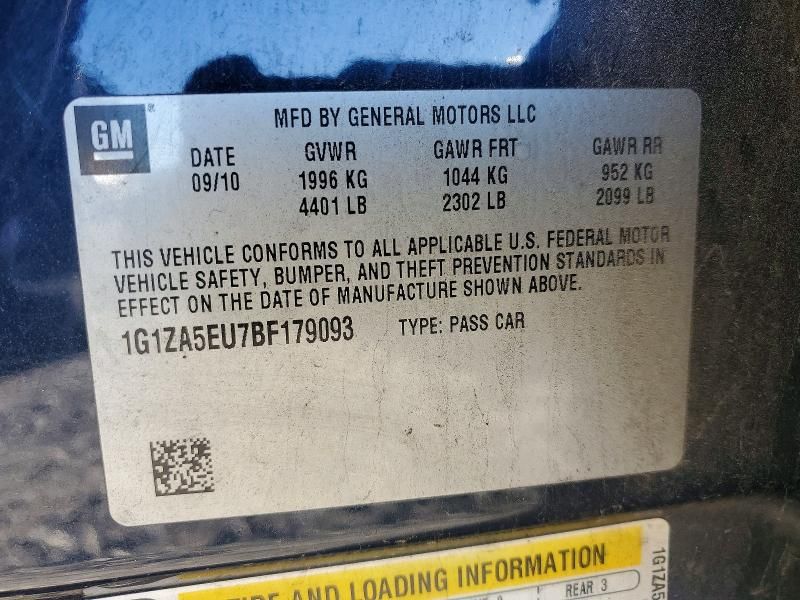 GM
MFD BY GENERAL MOTORS LLC
DATE GVWR GAWR FRT GAWR RR
09/10 1996 KG 1044 KG 952 KG
4401 LB 2302 LB 2099 LB
THIS VEHICLE CONFORMS TO ALL APPLICABLE U.S. FEDERAL MOTOR
VEHICLE SAFETY, BUMPER, AND THEFT PREVENTION STANDARDS IN
EFFECT ON THE DATE OF MANUFACTURE SHOWN ABOVE.
1G1ZA5EU7BF179093 TYPE: PASS CAR
TIRE AND LOADING INFORMATION
REAR 3
1G1ZA5